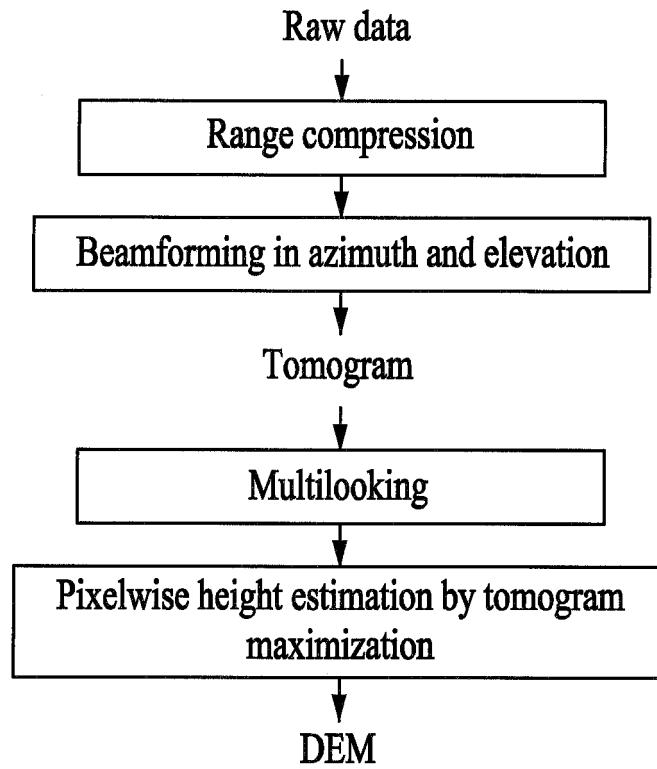 Raw data
Range compression
Beamforming in azimuth and elevation
Tomogram
Multilooking
Pixelwise height estimation by tomogram
maximization
DEM